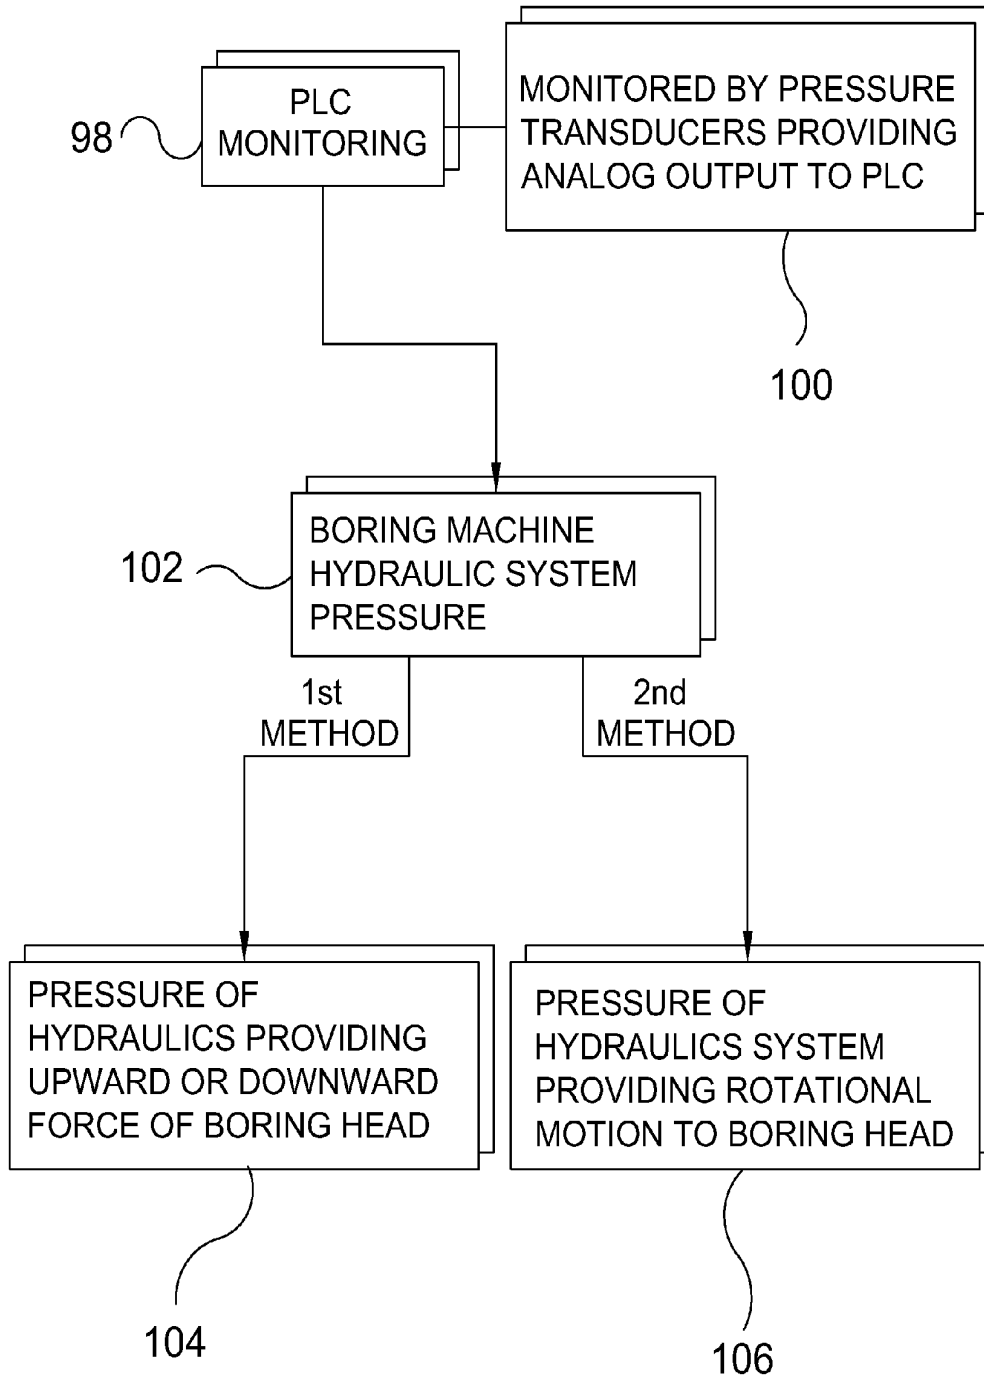 PLC
MONITORING
98
MONITORED BY PRESSURE
TRANSDUCERS PROVIDING
ANALOG OUTPUT TO PLC
100
BORING MACHINE
HYDRAULIC SYSTEM
PRESSURE
102
1st
METHOD
2nd
METHOD
PRESSURE OF
HYDRAULICS PROVIDING
UPWARD OR DOWNWARD
FORCE OF BORING HEAD
104
PRESSURE OF
HYDRAULICS SYSTEM
PROVIDING ROTATIONAL
MOTION TO BORING HEAD
106